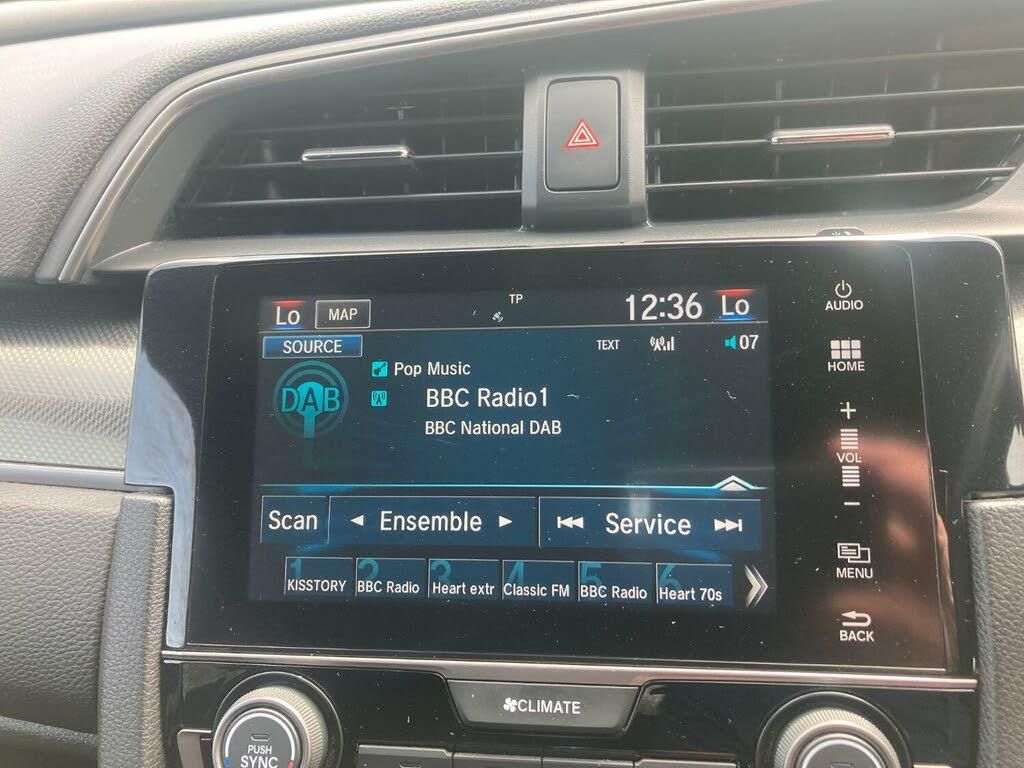 TP
Lo MAP 12:36 Lo
SOURCE TEXT 07
DAB
Pop Music
BBC Radio1
BBC National DAB
Scan Ensemble Service
1 2 3 4 5 6
KISSTORY BBC Radio Heart extr Classic FM BBC Radio Heart 70s
AUDIO
HOME
+
VOL
−
MENU
BACK
CLIMATE
PUSH
SYNC